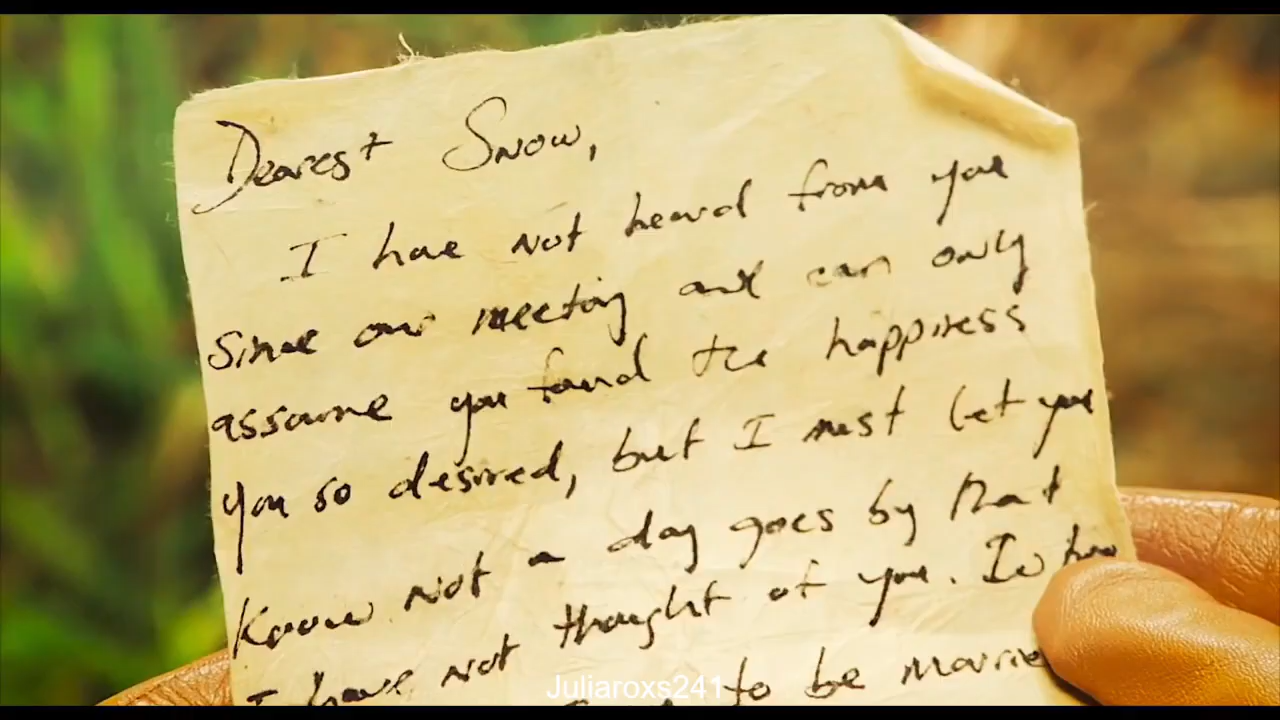 Dearest Snow,
I have not heard from you
since our meeting and can only
assume you found the happiness
you so desired, but I must let you
know not a day goes by that
I have not thought of you. In two
to be married
Juliaroxs241